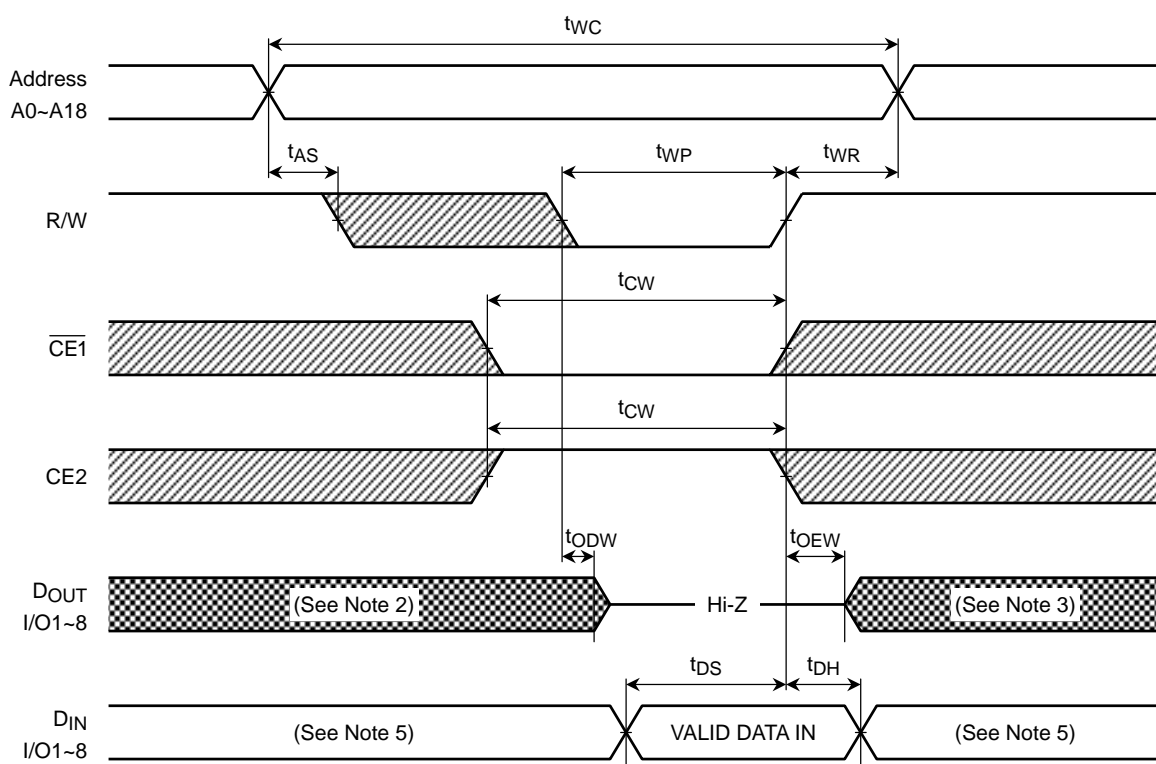 tWC
Address
A0~A18
tAS
tWP
tWR
R/W
tCW
CE1
tCW
CE2
tODW
tOEW
DOUT
I/O1~8
(See Note 2)
Hi-Z
(See Note 3)
tDS
tDH
DIN
I/O1~8
(See Note 5)
VALID DATA IN
(See Note 5)